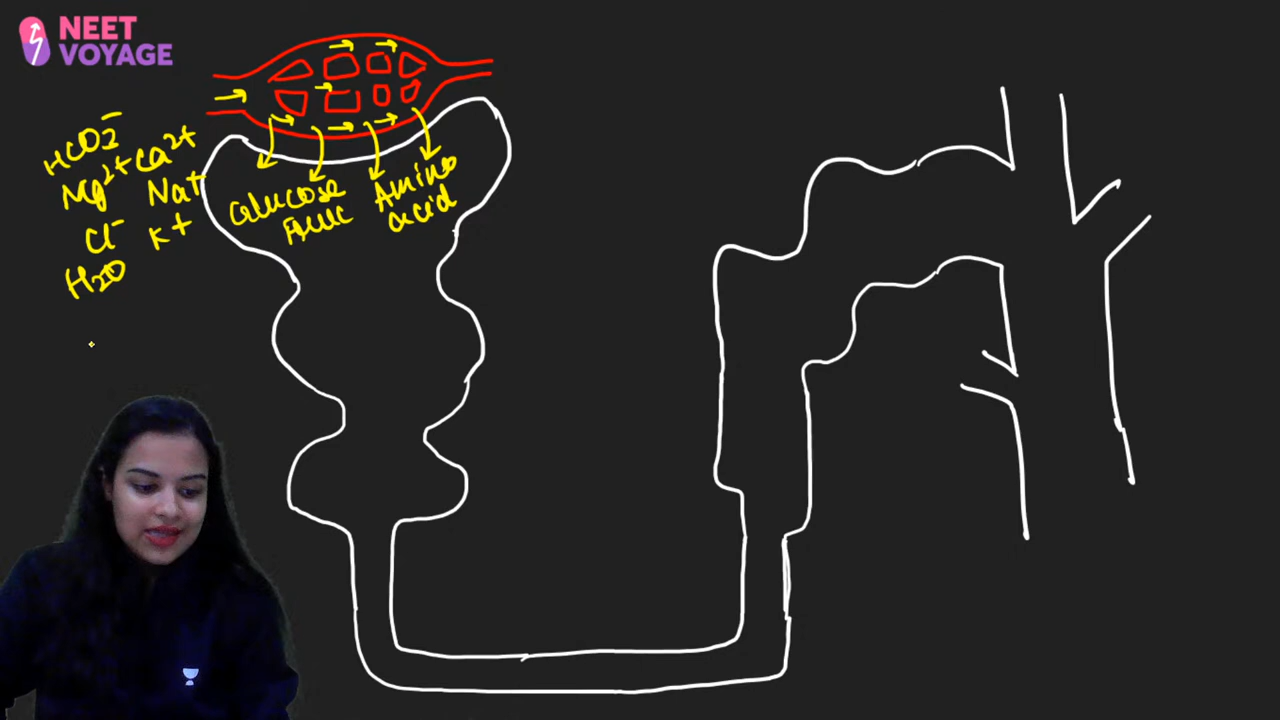 NEET
VOYAGE
HCO3-
Mg2+ Ca2+
Na+
Cl- K+
H2O
Glucose
Amino
acid